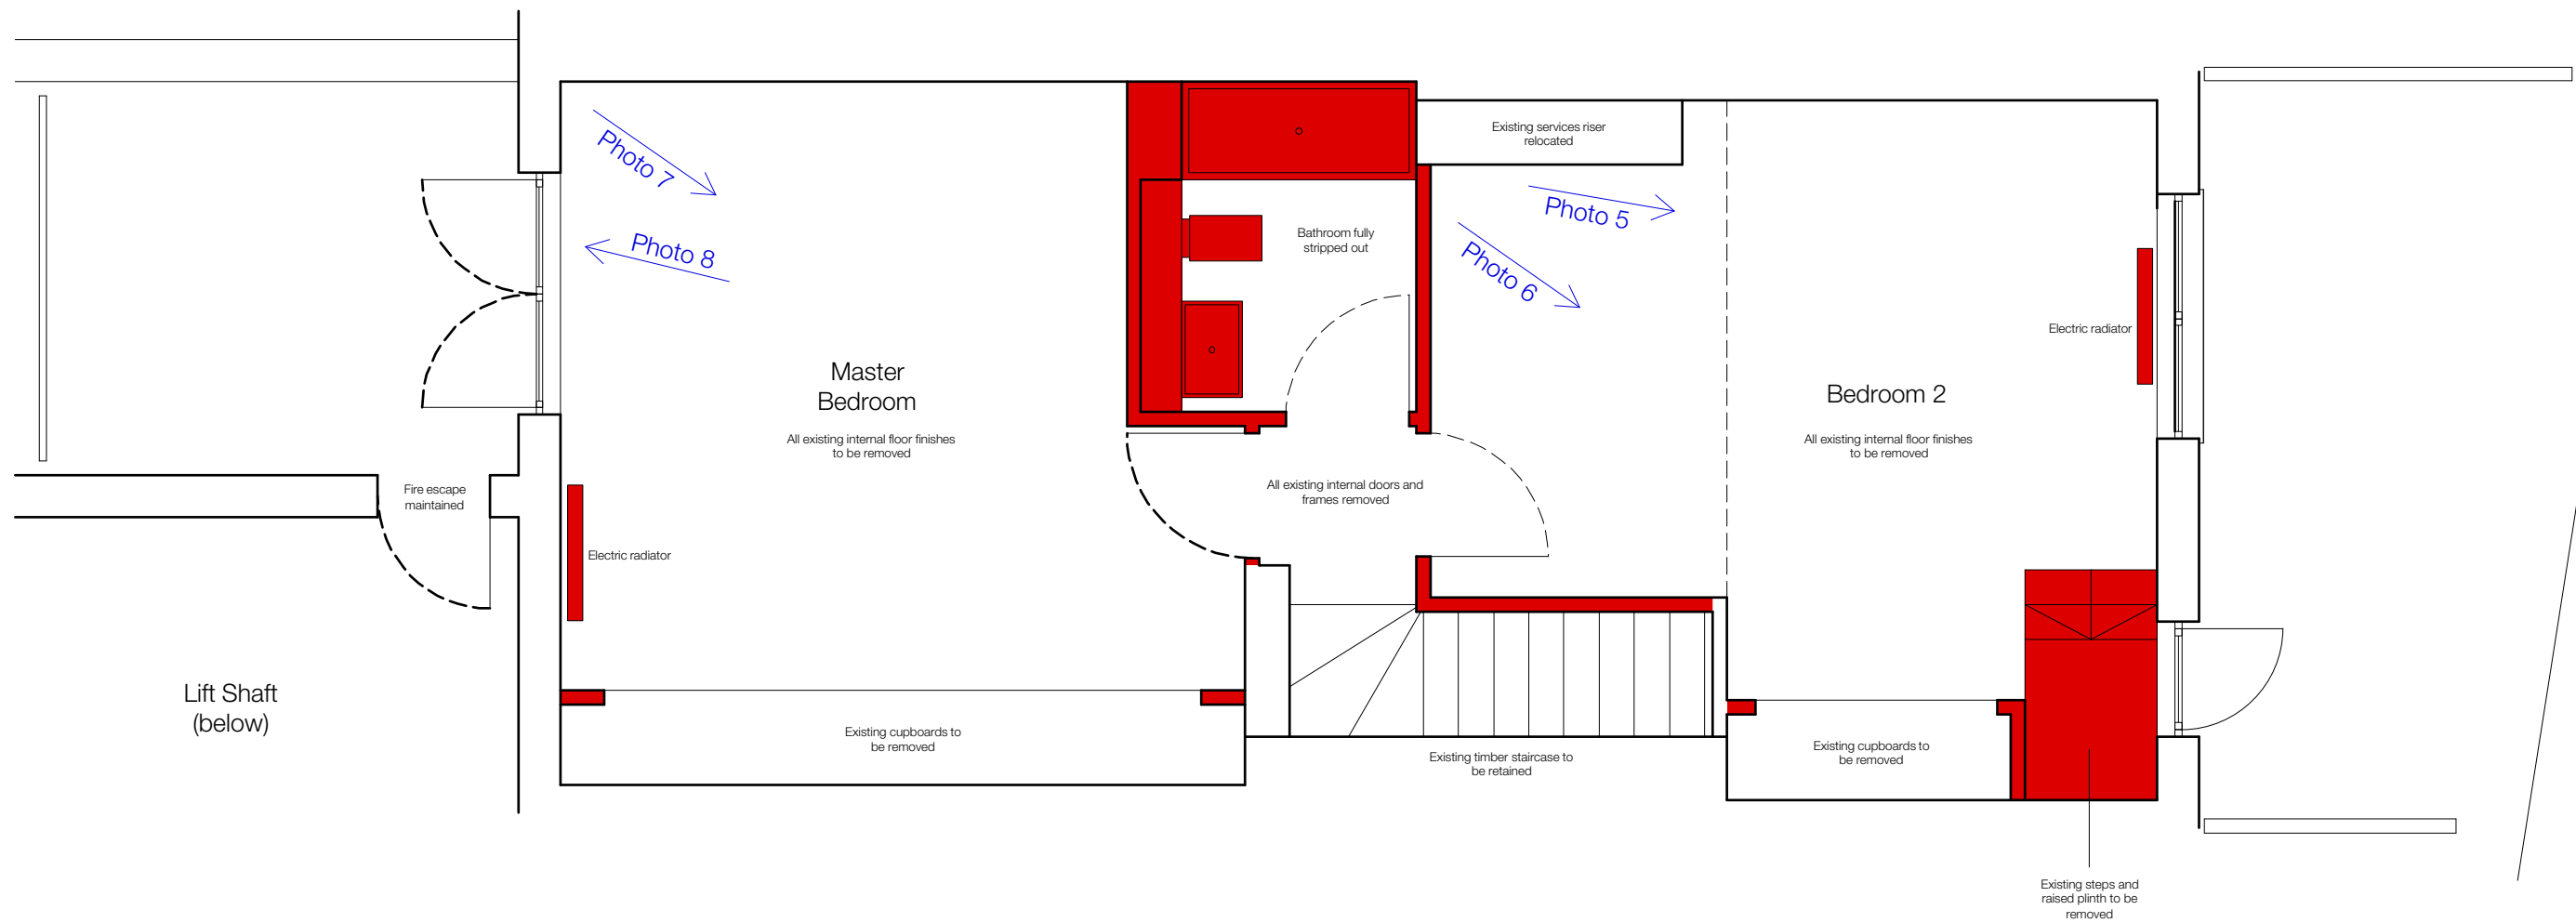 Photo 7
Photo 8
Existing services riser
relocated
Photo 5
Photo 6
Bathroom fully
stripped out
Electric radiator
Master
Bedroom
All existing internal floor finishes
to be removed
Bedroom 2
All existing internal floor finishes
to be removed
Fire escape
maintained
All existing internal doors and
frames removed
Electric radiator
Lift Shaft
(below)
Existing cupboards to
be removed
Existing timber staircase to
be retained
Existing cupboards to
be removed
Existing steps and
raised plinth to be
removed